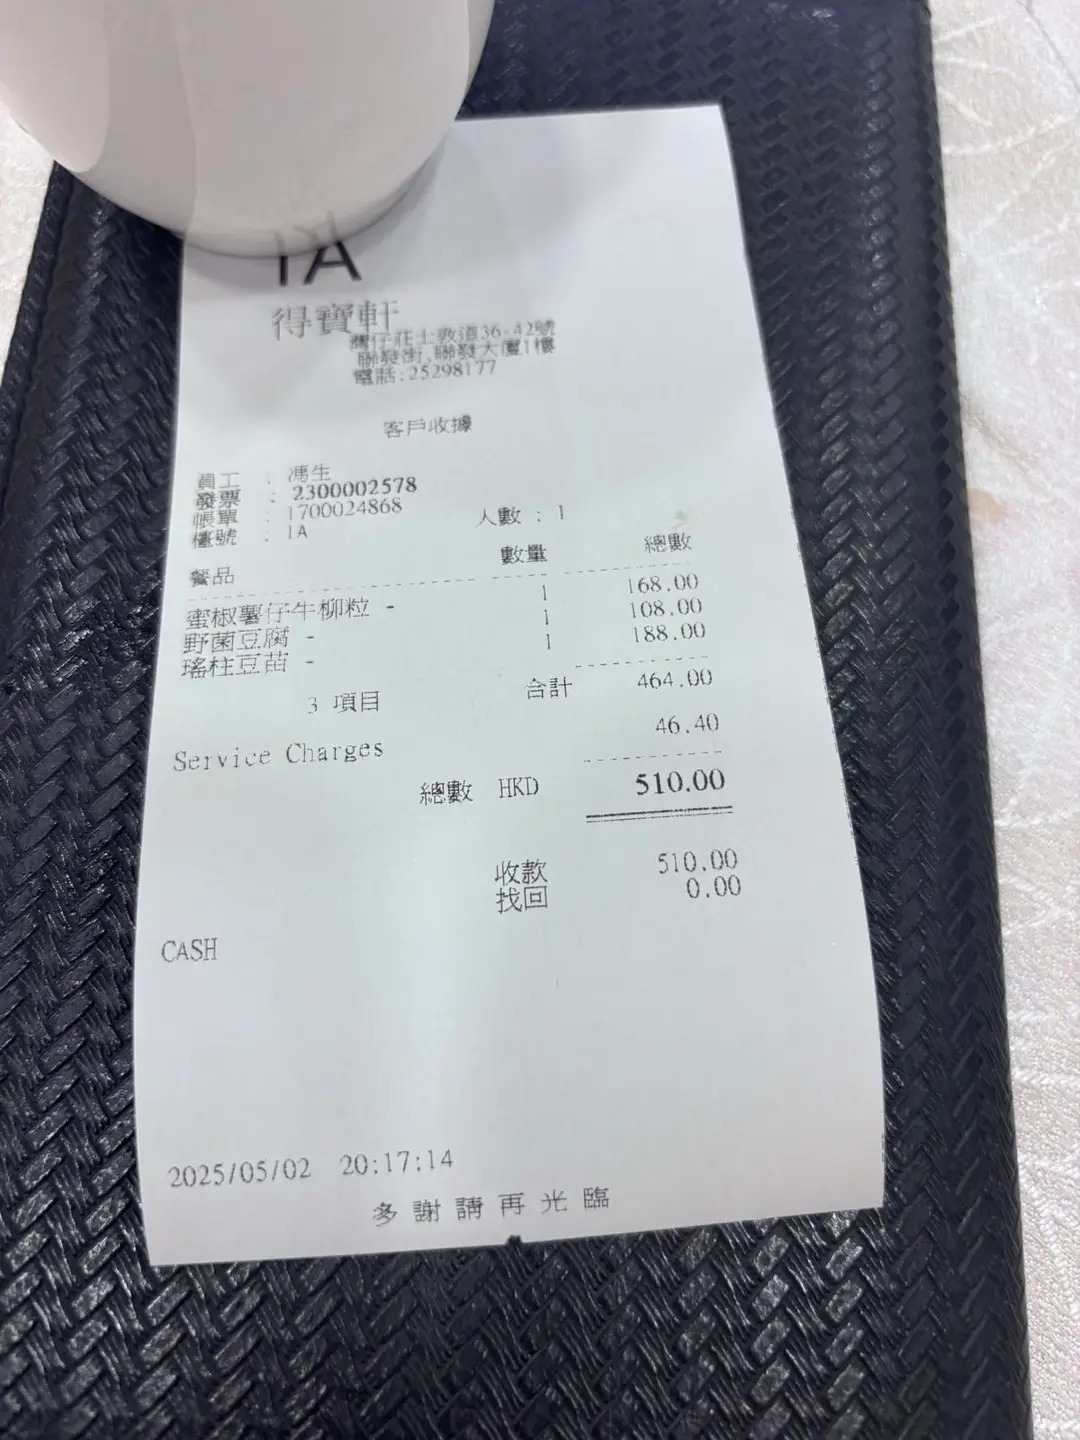 1A
得寶軒
灣仔莊士敦道36-42號
聯發街,聯發大廈1樓
電話:25298177
客戶收據
員工 : 馮生
發票 : 2300002578
帳單 : 1700024868
檯號 : 1A 人數 : 1
餐品 數量 總數
蜜椒薯仔牛柳粒 - 1 168.00
野菌豆腐 - 1 108.00
瑤柱豆苗 - 1 188.00
3 項目 合計 464.00
Service Charges 46.40
總數 HKD 510.00
收款 510.00
找回 0.00
CASH
2025/05/02 20:17:14
多謝請再光臨